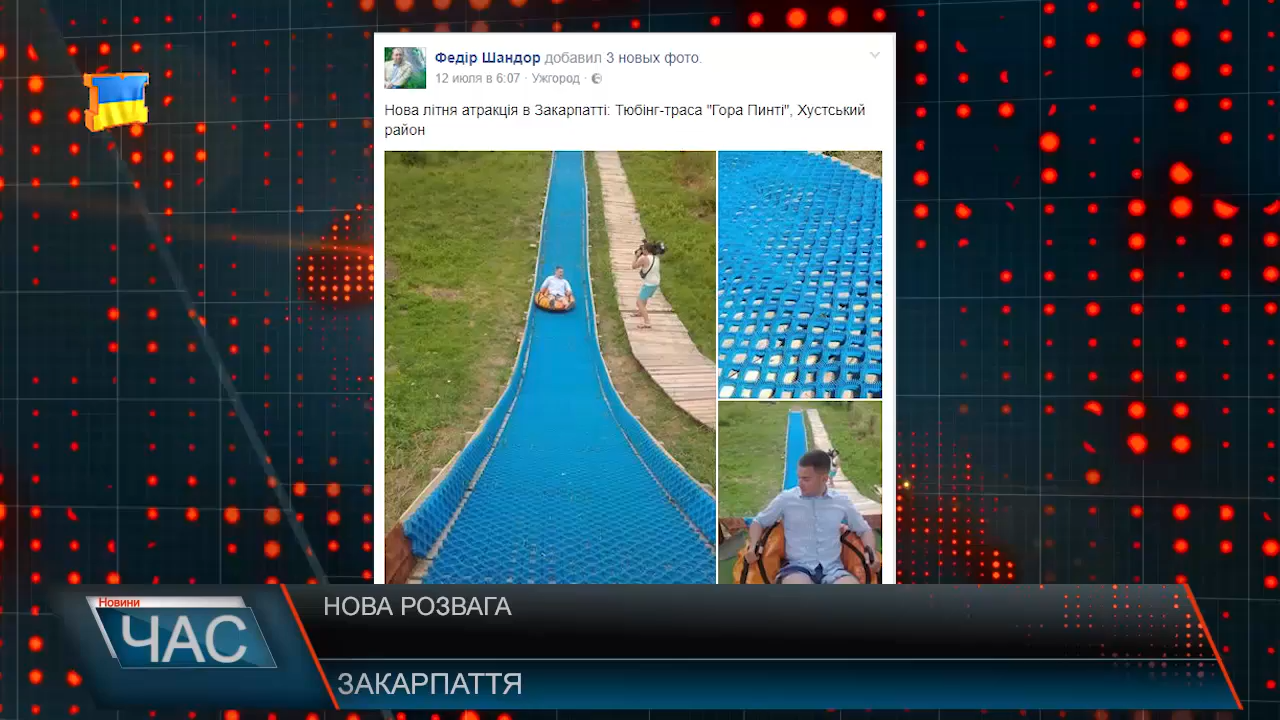 Федір Шандор добавил 3 новых фото.
12 июля в 6:07 · Ужгород ·
Нова літня атракція в Закарпатті: Тюбінг-траса "Гора Пинті", Хустський
район
Новини
ЧАС
НОВА РОЗВАГА
ЗАКАРПАТТЯ